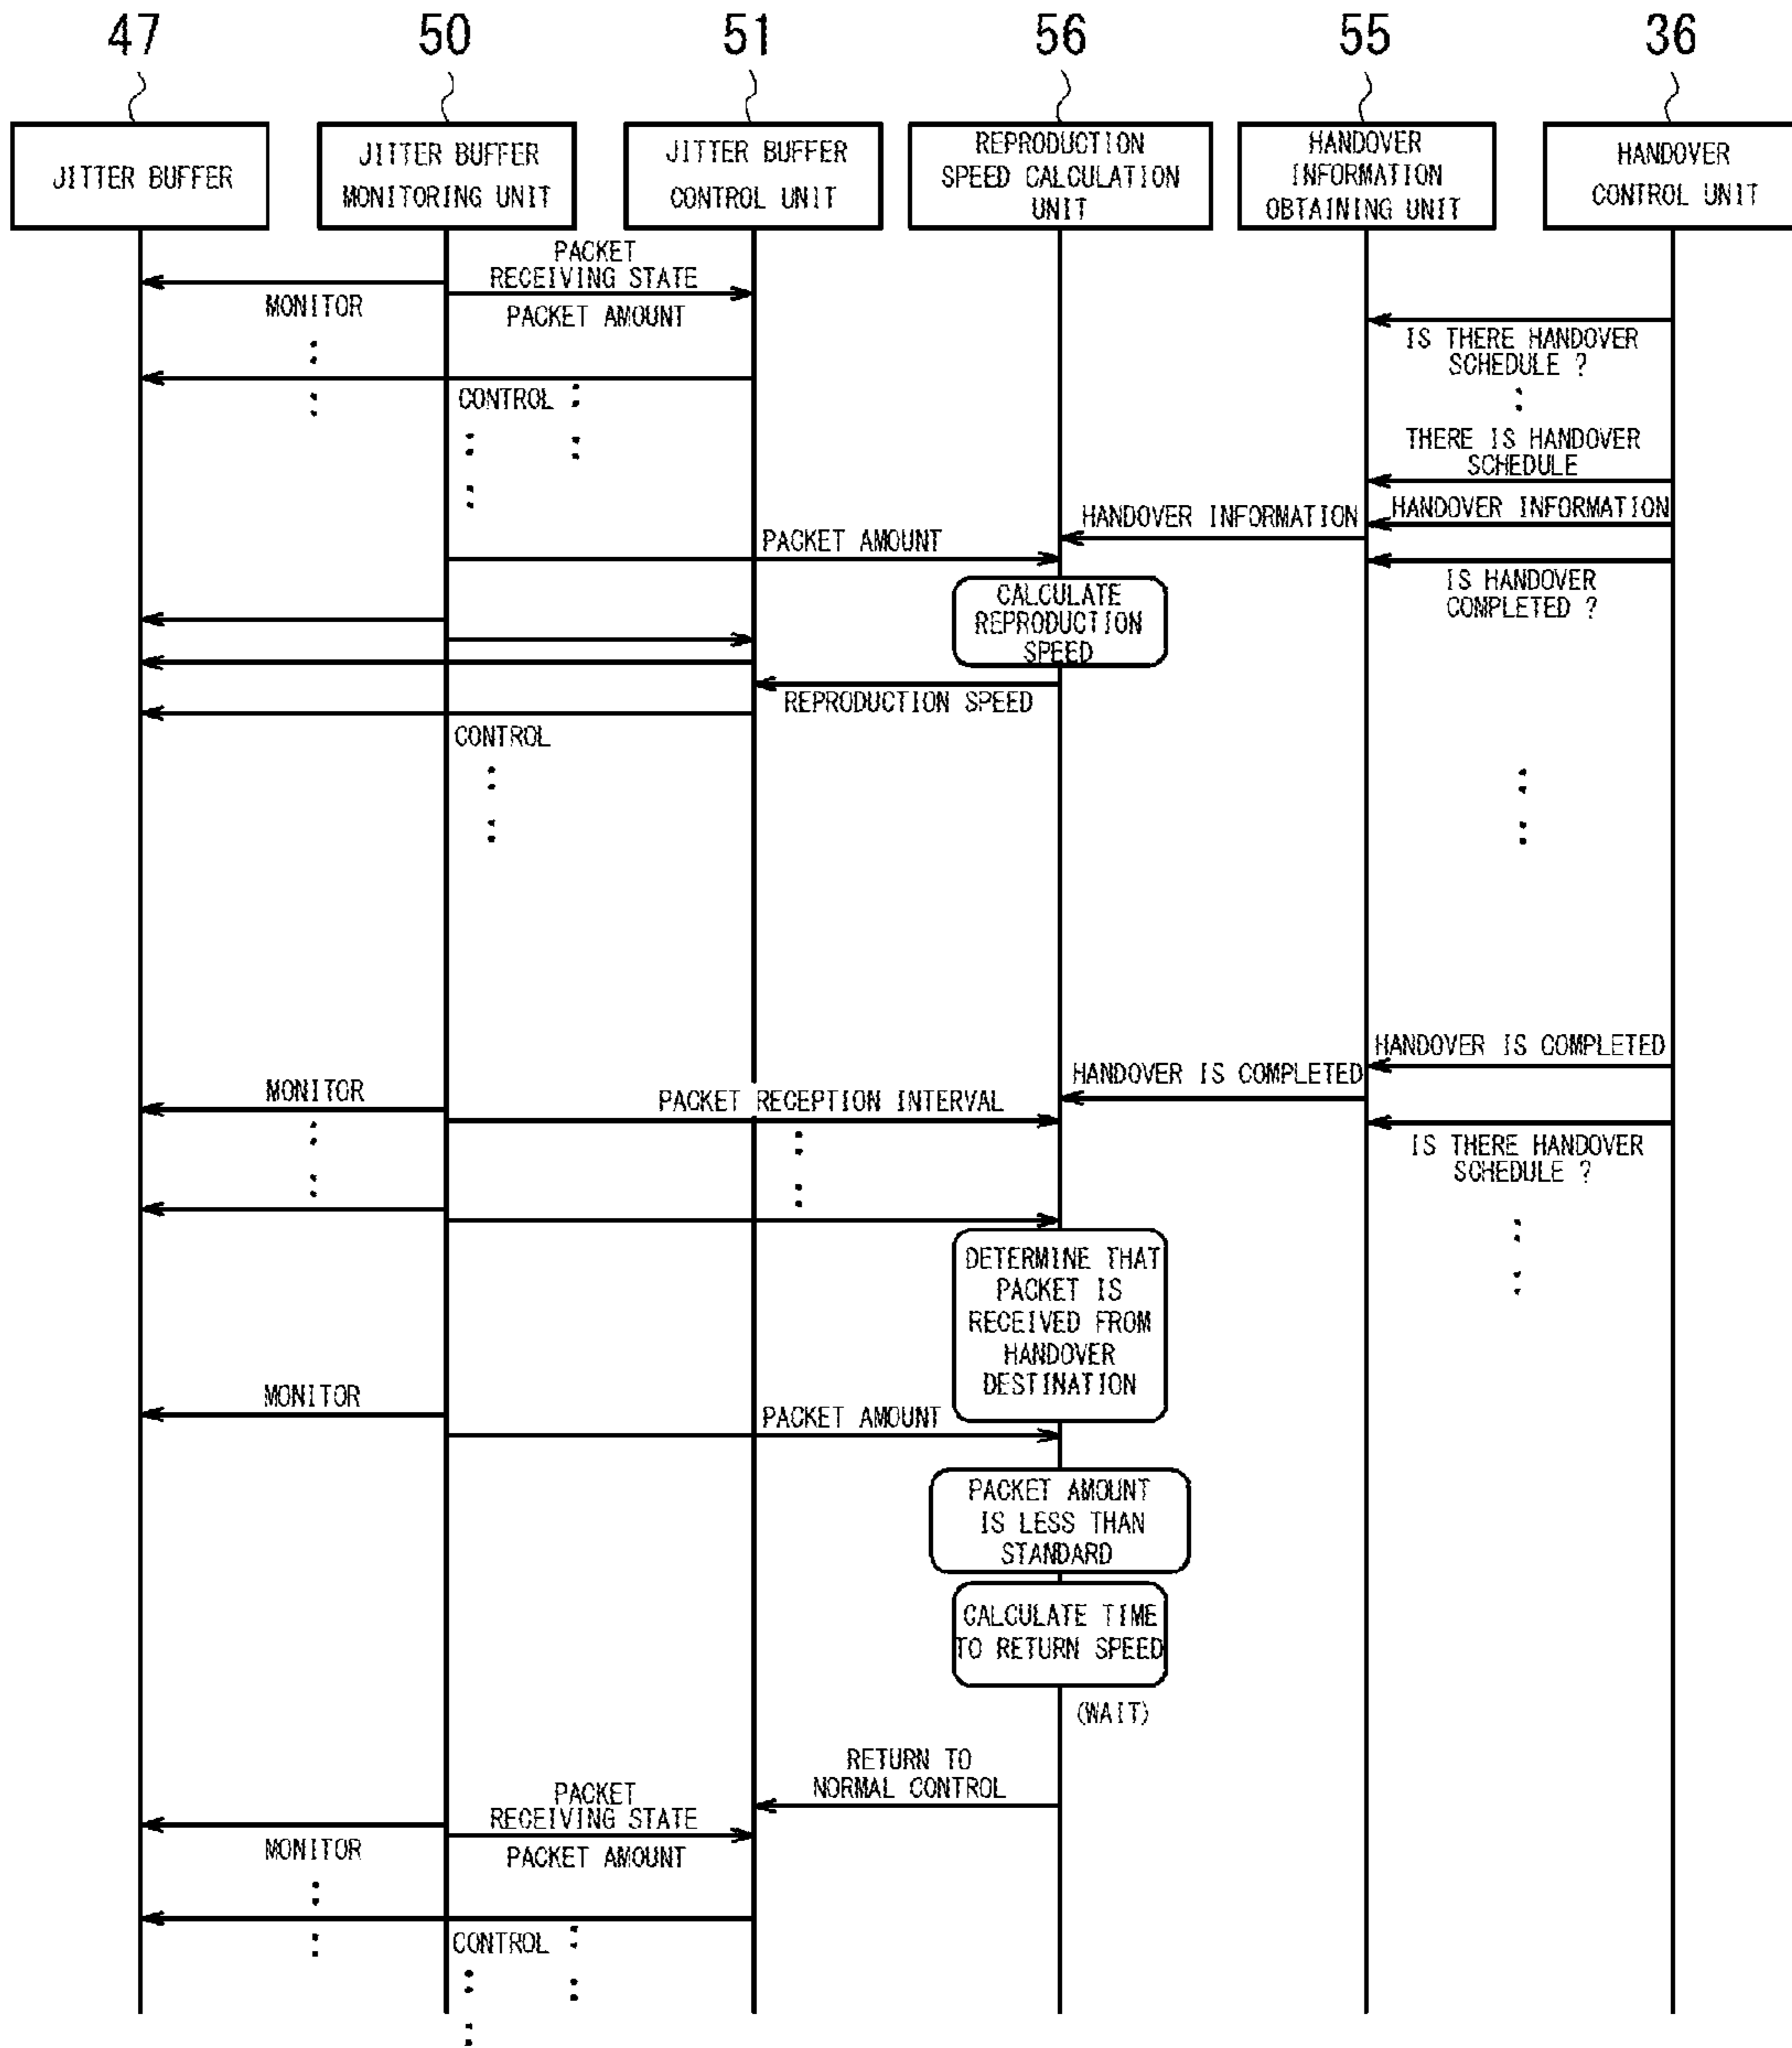 47 50 51 56 55 36
JITTER BUFFER
JITTER BUFFER
MONITORING UNIT
JITTER BUFFER
CONTROL UNIT
REPRODUCTION
SPEED CALCULATION
UNIT
HANDOVER
INFORMATION
OBTAINING UNIT
HANDOVER
CONTROL UNIT
PACKET
RECEIVING STATE
MONITOR
PACKET AMOUNT
IS THERE HANDOVER
SCHEDULE ?
CONTROL
THERE IS HANDOVER
SCHEDULE
HANDOVER INFORMATION
HANDOVER INFORMATION
PACKET AMOUNT
IS HANDOVER
COMPLETED ?
CALCULATE
REPRODUCTION
SPEED
REPRODUCTION SPEED
CONTROL
HANDOVER IS COMPLETED
HANDOVER IS COMPLETED
MONITOR
PACKET RECEPTION INTERVAL
IS THERE HANDOVER
SCHEDULE ?
DETERMINE THAT
PACKET IS
RECEIVED FROM
HANDOVER
DESTINATION
MONITOR
PACKET AMOUNT
PACKET AMOUNT
IS LESS THAN
STANDARD
CALCULATE TIME
TO RETURN SPEED
(WAIT)
RETURN TO
NORMAL CONTROL
PACKET
RECEIVING STATE
MONITOR
PACKET AMOUNT
CONTROL